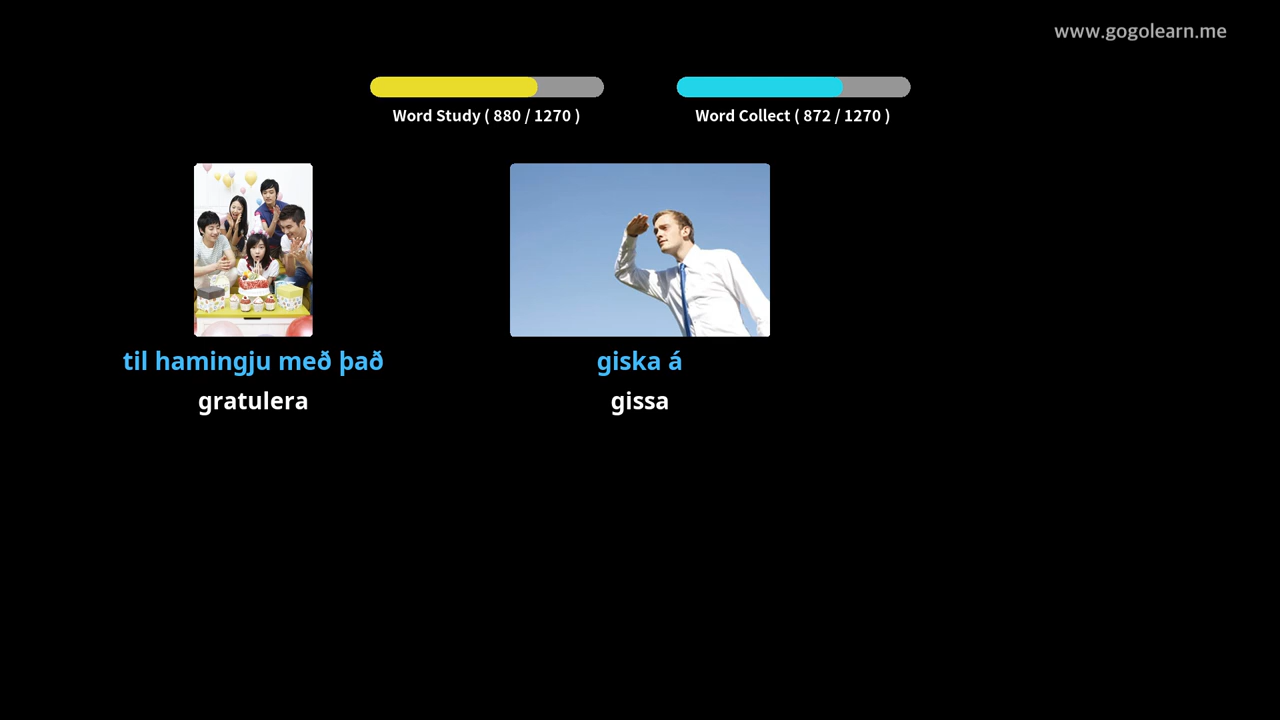 www.gogolearn.me
Word Study ( 880 / 1270 )
Word Collect ( 872 / 1270 )
til hamingju með það
giska á
gratulera
gissa